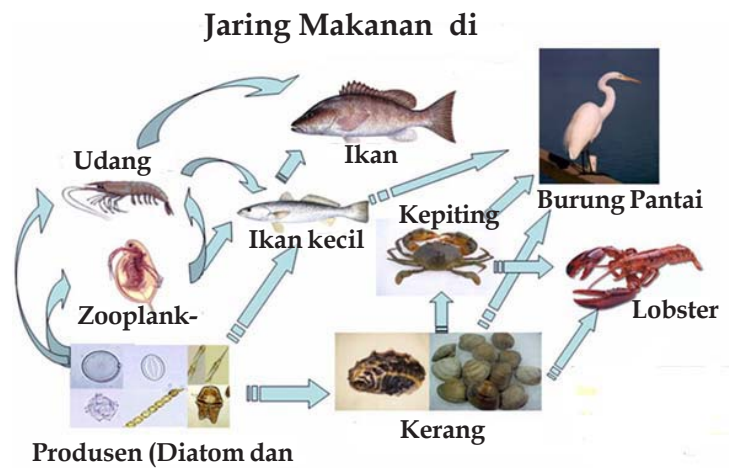 Jaring Makanan di
Udang
Ikan
Ikan kecil
Kepiting
Burung Pantai
Zooplank-
Lobster
Kerang
Produsen (Diatom dan